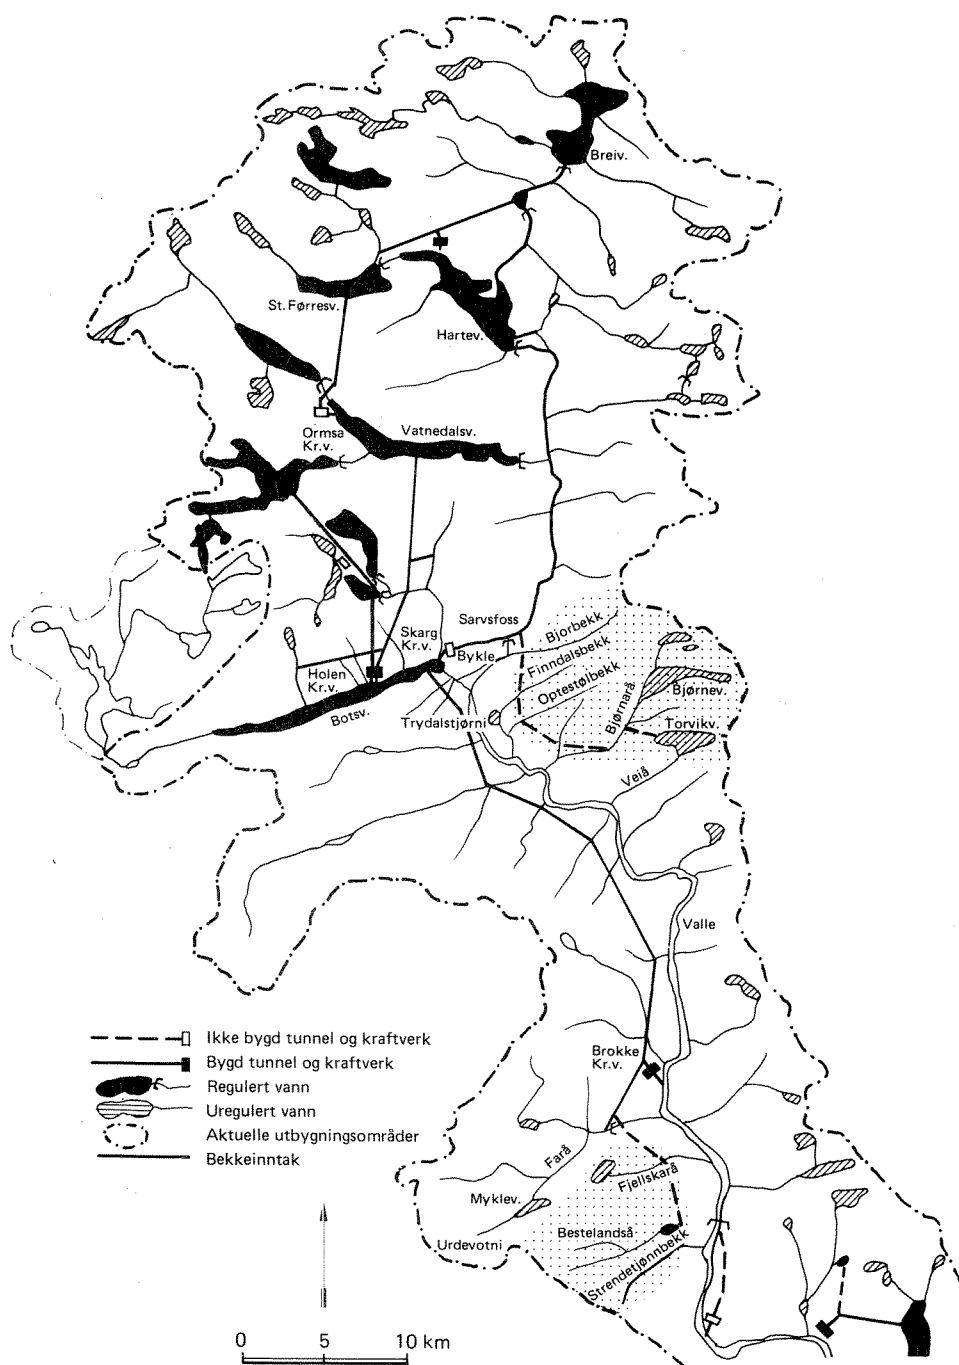 Breiv.
St. Førresv.
Hartev.
Ormsa
Kr.v.
Vatnedalsv.
Sarvsfoss
Skarg
Kr.v.
Bykle
Bjorbekk
Finndalsbekk
Optestølbekk
Holen
Kr.v.
Botsv.
Trydalstjørni
Bjørnarå
Bjørnev.
Torvikv.
Veiå
Valle
Brokke
Kr.v.
Ikke bygd tunnel og kraftverk
Bygd tunnel og kraftverk
Regulert vann
Uregulert vann
Aktuelle utbygningsområder
Bekkeinntak
Farå
Fjellskarå
Myklev.
Urdevotni
Bestelandså
Strendetjønnbekk
0 5 10 km